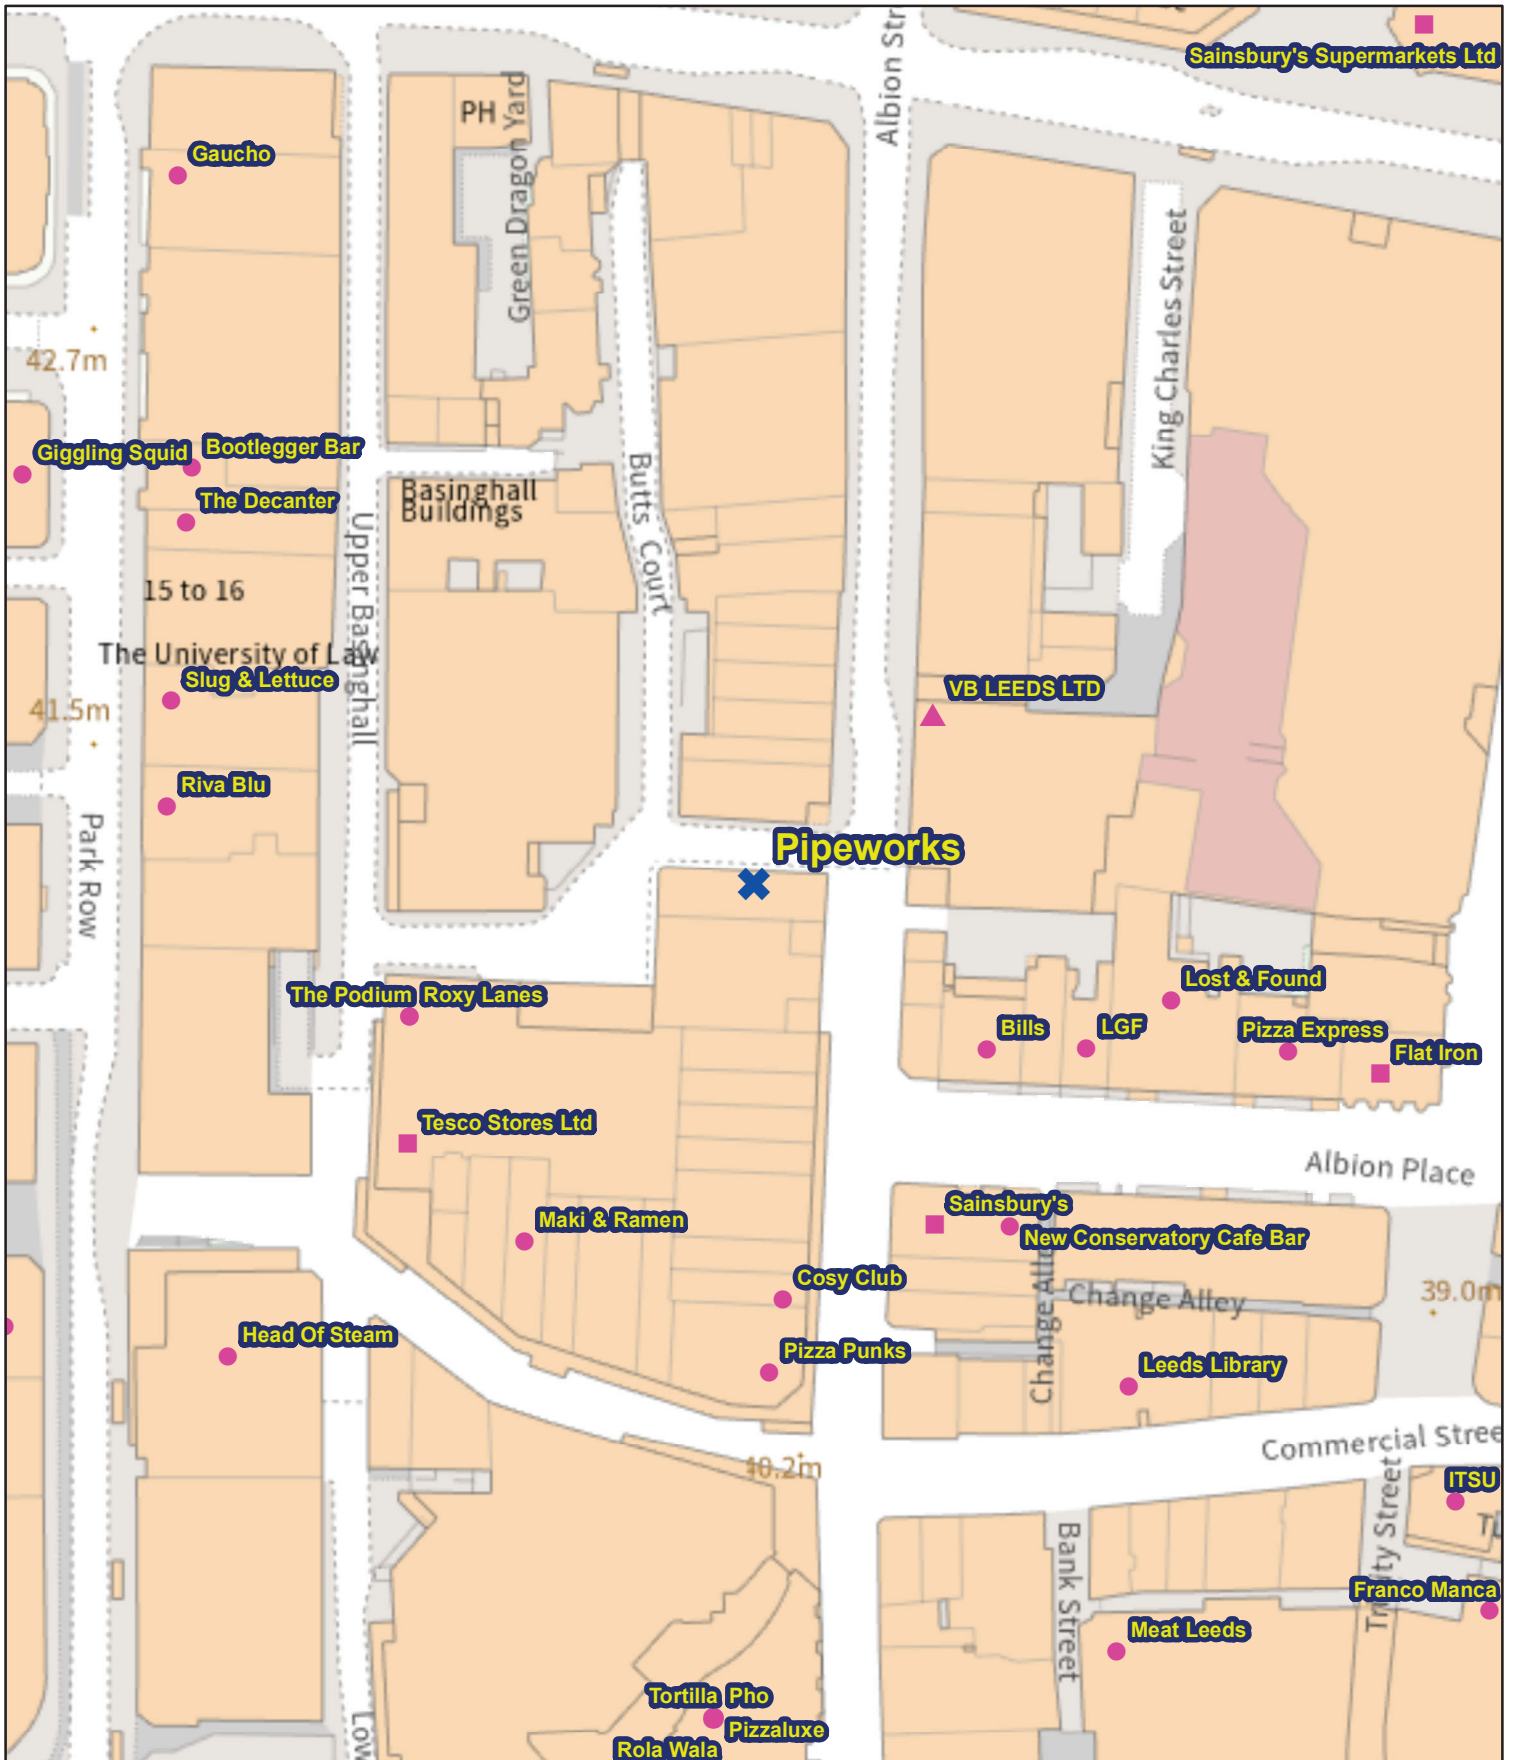 Sainsbury's Supermarkets Ltd
PH
Green Dragon Yard
Gaucho
King Charles Street
42.7m
Giggling Squid
Bootlegger Bar
The Decanter
Basinghall
Buildings
Butts Court
Upper Basinghall
15 to 16
The University of Law
Slug & Lettuce
VB LEEDS LTD
41.5m
Riva Blu
Park Row
Pipeworks
The Podium
Roxy Lanes
Lost & Found
Bills
LGF
Pizza Express
Flat Iron
Tesco Stores Ltd
Albion Place
Sainsbury's
Maki & Ramen
New Conservatory Cafe Bar
Cosy Club
Change Alley
39.0m
Head Of Steam
Pizza Punks
Leeds Library
Commercial Stree
40.2m
ITSU
Bank Street
Trinity Street
Franco Manca
Meat Leeds
Tortilla
Pho
Pizzaluxe
Rola Wala
Low
Albion Str
Change Alle